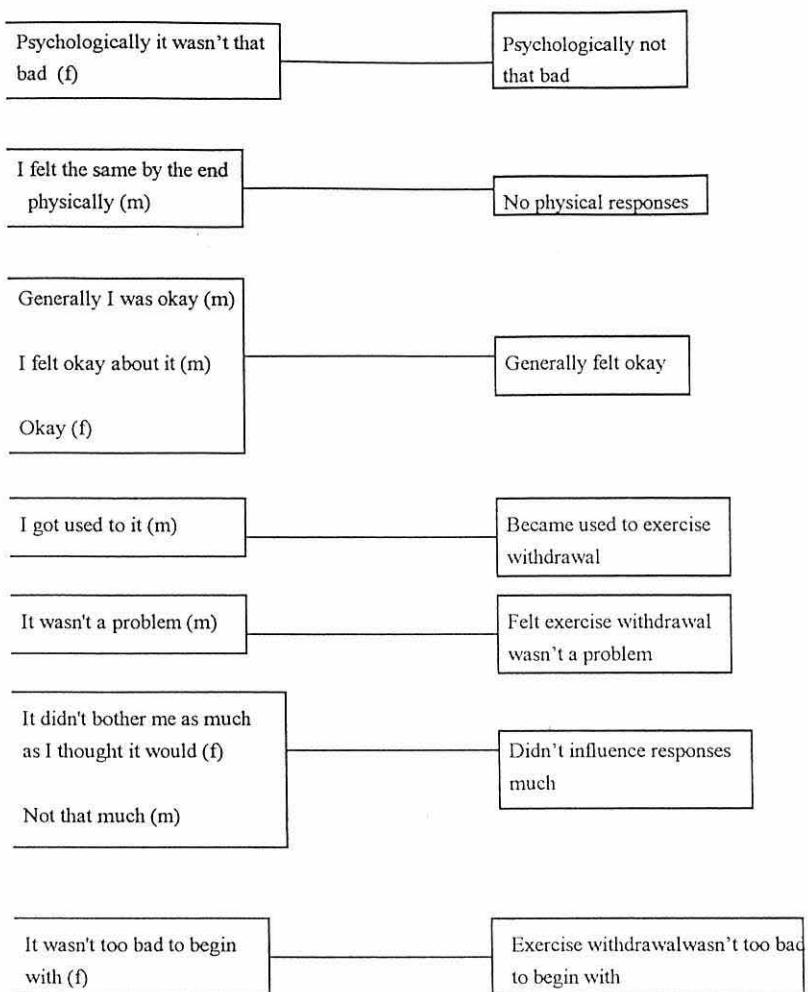 Psychologically it wasn't that
bad (f)
Psychologically not
that bad
I felt the same by the end
physically (m)
No physical responses
Generally I was okay (m)
I felt okay about it (m)
Okay (f)
Generally felt okay
I got used to it (m)
Became used to exercise
withdrawal
It wasn't a problem (m)
Felt exercise withdrawal
wasn't a problem
It didn't bother me as much
as I thought it would (f)
Not that much (m)
Didn't influence responses
much
It wasn't too bad to begin
with (f)
Exercise withdrawalwasn't too bad
to begin with